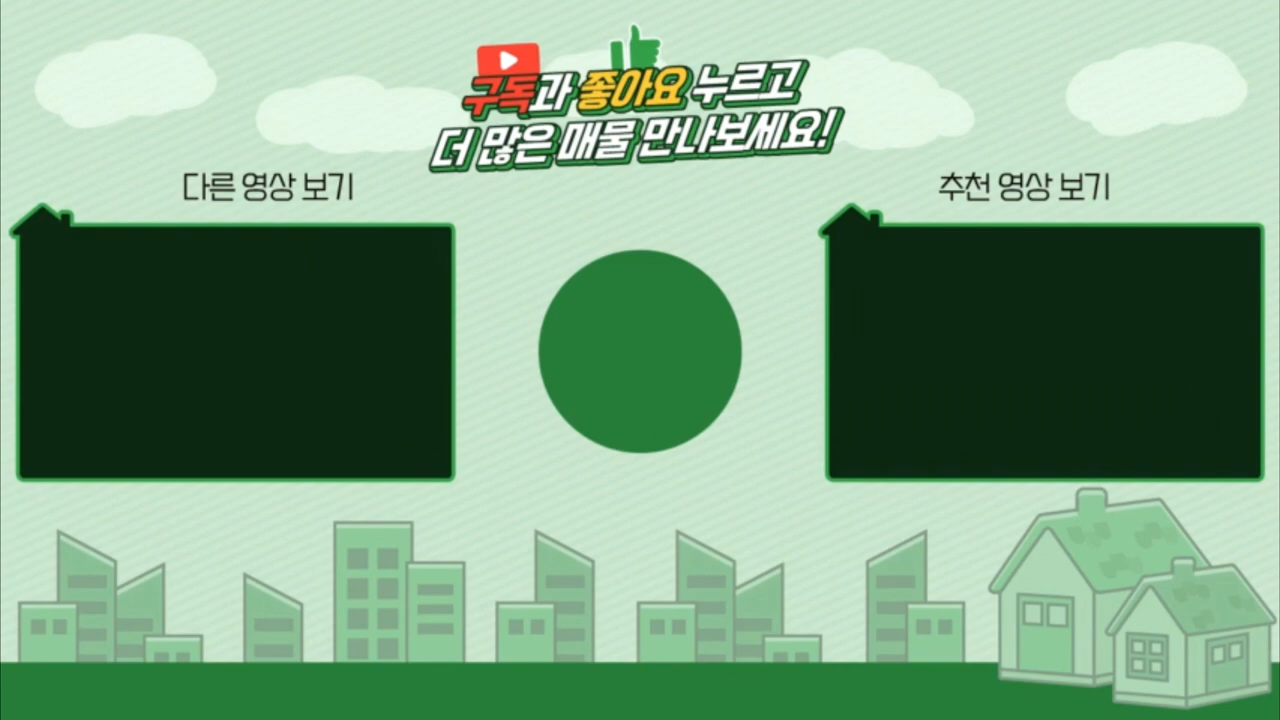 구독과 좋아요 누르고
더 많은 매물 만나보세요!
다른 영상 보기
추천 영상 보기